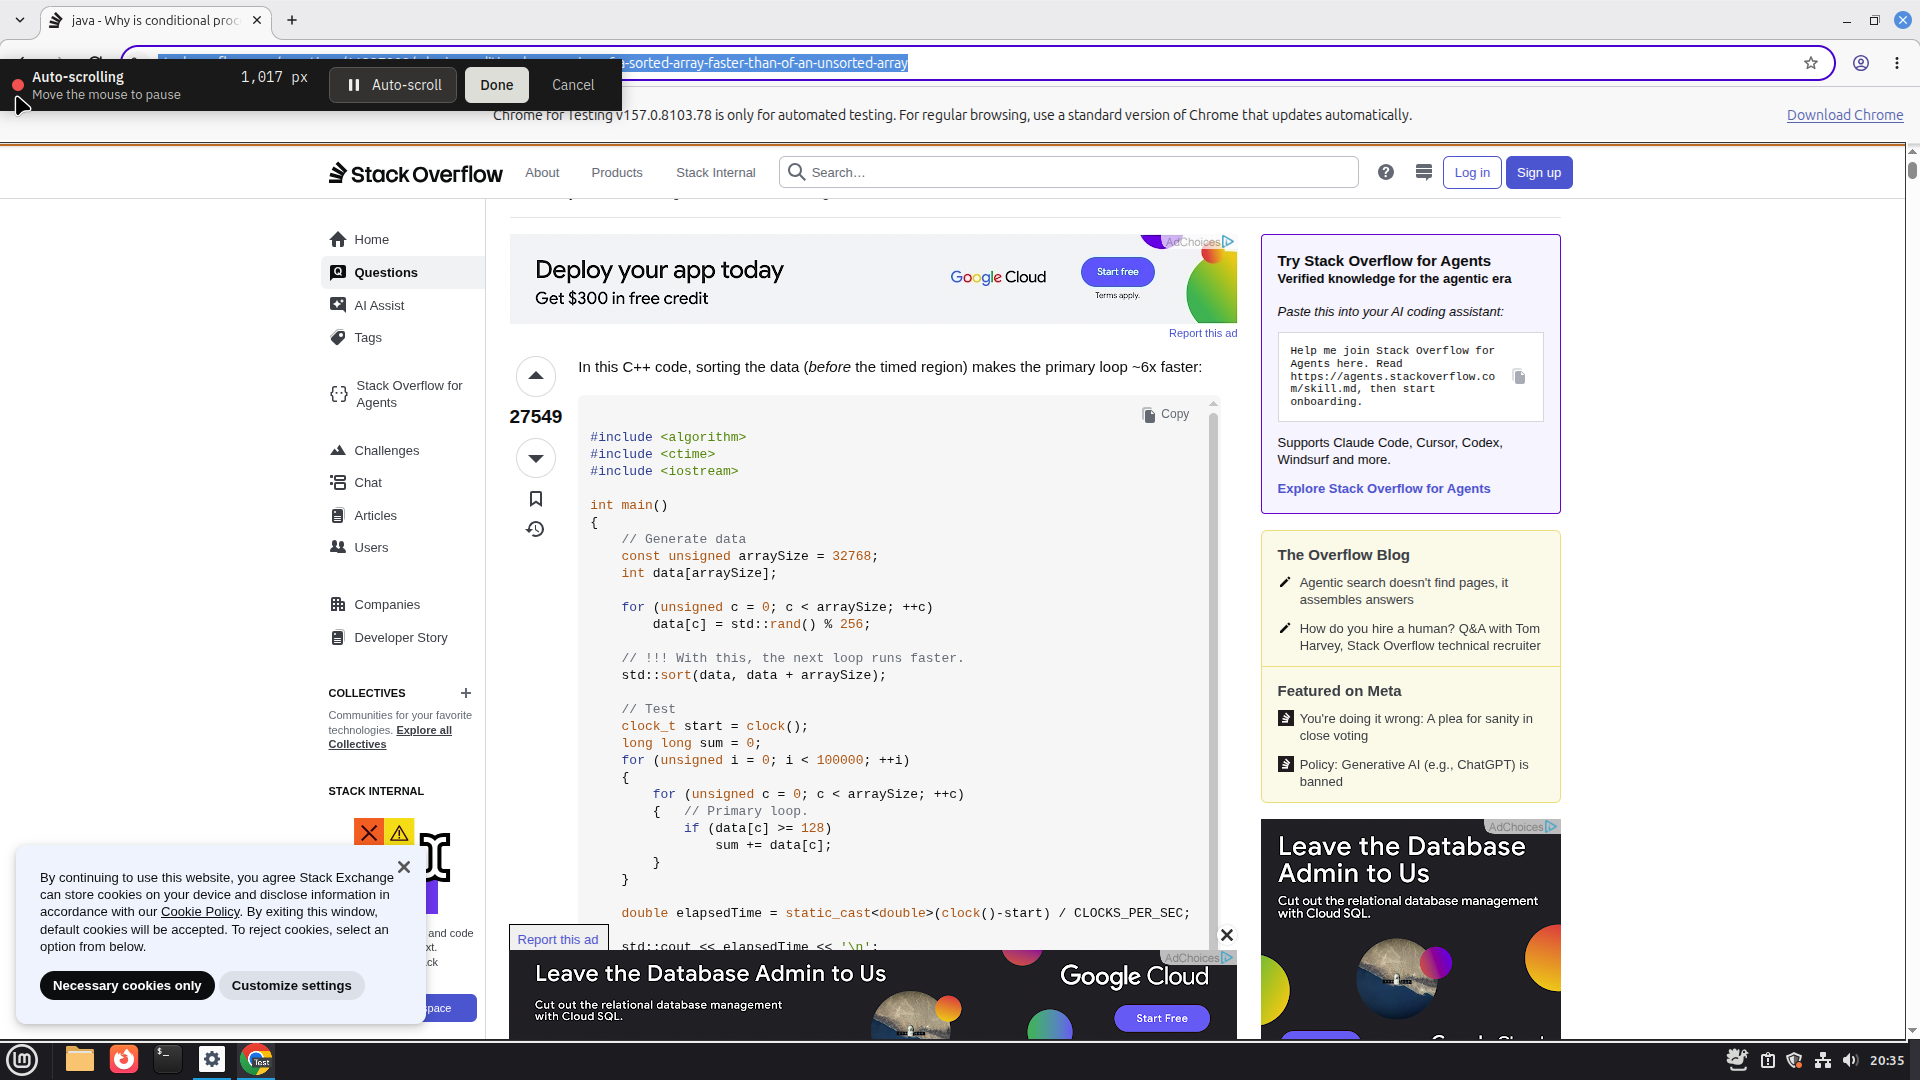 java - Why is conditional proc
a-sorted-array-faster-than-of-an-unsorted-array
Auto-scrolling
Move the mouse to pause
1,017 px
Auto-scroll
Done
Cancel
Chrome for Testing v157.0.8103.78 is only for automated testing. For regular browsing, use a standard version of Chrome that updates automatically.
Download Chrome
Stack Overflow
About
Products
Stack Internal
Search…
Log in
Sign up
Home
Questions
AI Assist
Tags
Stack Overflow for
Agents
Challenges
Chat
Articles
Users
Companies
Developer Story
COLLECTIVES
Communities for your favorite
technologies. Explore all
Collectives
STACK INTERNAL
and code
xt.
ck
space
By continuing to use this website, you agree Stack Exchange
can store cookies on your device and disclose information in
accordance with our Cookie Policy. By exiting this window,
default cookies will be accepted. To reject cookies, select an
option from below.
Necessary cookies only
Customize settings
Deploy your app today
Get $300 in free credit
Google Cloud
Start free
Terms apply.
AdChoices
Report this ad
27549
In this C++ code, sorting the data (before the timed region) makes the primary loop ~6x faster:
Copy
#include <algorithm>
#include <ctime>
#include <iostream>
int main()
{
// Generate data
const unsigned arraySize = 32768;
int data[arraySize];
for (unsigned c = 0; c < arraySize; ++c)
data[c] = std::rand() % 256;
// !!! With this, the next loop runs faster.
std::sort(data, data + arraySize);
// Test
clock_t start = clock();
long long sum = 0;
for (unsigned i = 0; i < 100000; ++i)
{
for (unsigned c = 0; c < arraySize; ++c)
{   // Primary loop.
if (data[c] >= 128)
sum += data[c];
}
}
double elapsedTime = static_cast<double>(clock()-start) / CLOCKS_PER_SEC;
std::cout << elapsedTime << '\n';
Report this ad
AdChoices
Leave the Database Admin to Us
Cut out the relational database management
with Cloud SQL.
Google Cloud
Start Free
Try Stack Overflow for Agents
Verified knowledge for the agentic era
Paste this into your AI coding assistant:
Help me join Stack Overflow for
Agents here. Read
https://agents.stackoverflow.co
m/skill.md, then start
onboarding.
Supports Claude Code, Cursor, Codex,
Windsurf and more.
Explore Stack Overflow for Agents
The Overflow Blog
Agentic search doesn't find pages, it
assembles answers
How do you hire a human? Q&A with Tom
Harvey, Stack Overflow technical recruiter
Featured on Meta
You're doing it wrong: A plea for sanity in
close voting
Policy: Generative AI (e.g., ChatGPT) is
banned
AdChoices
Leave the Database
Admin to Us
Cut out the relational database management
with Cloud SQL.
Test
20:35